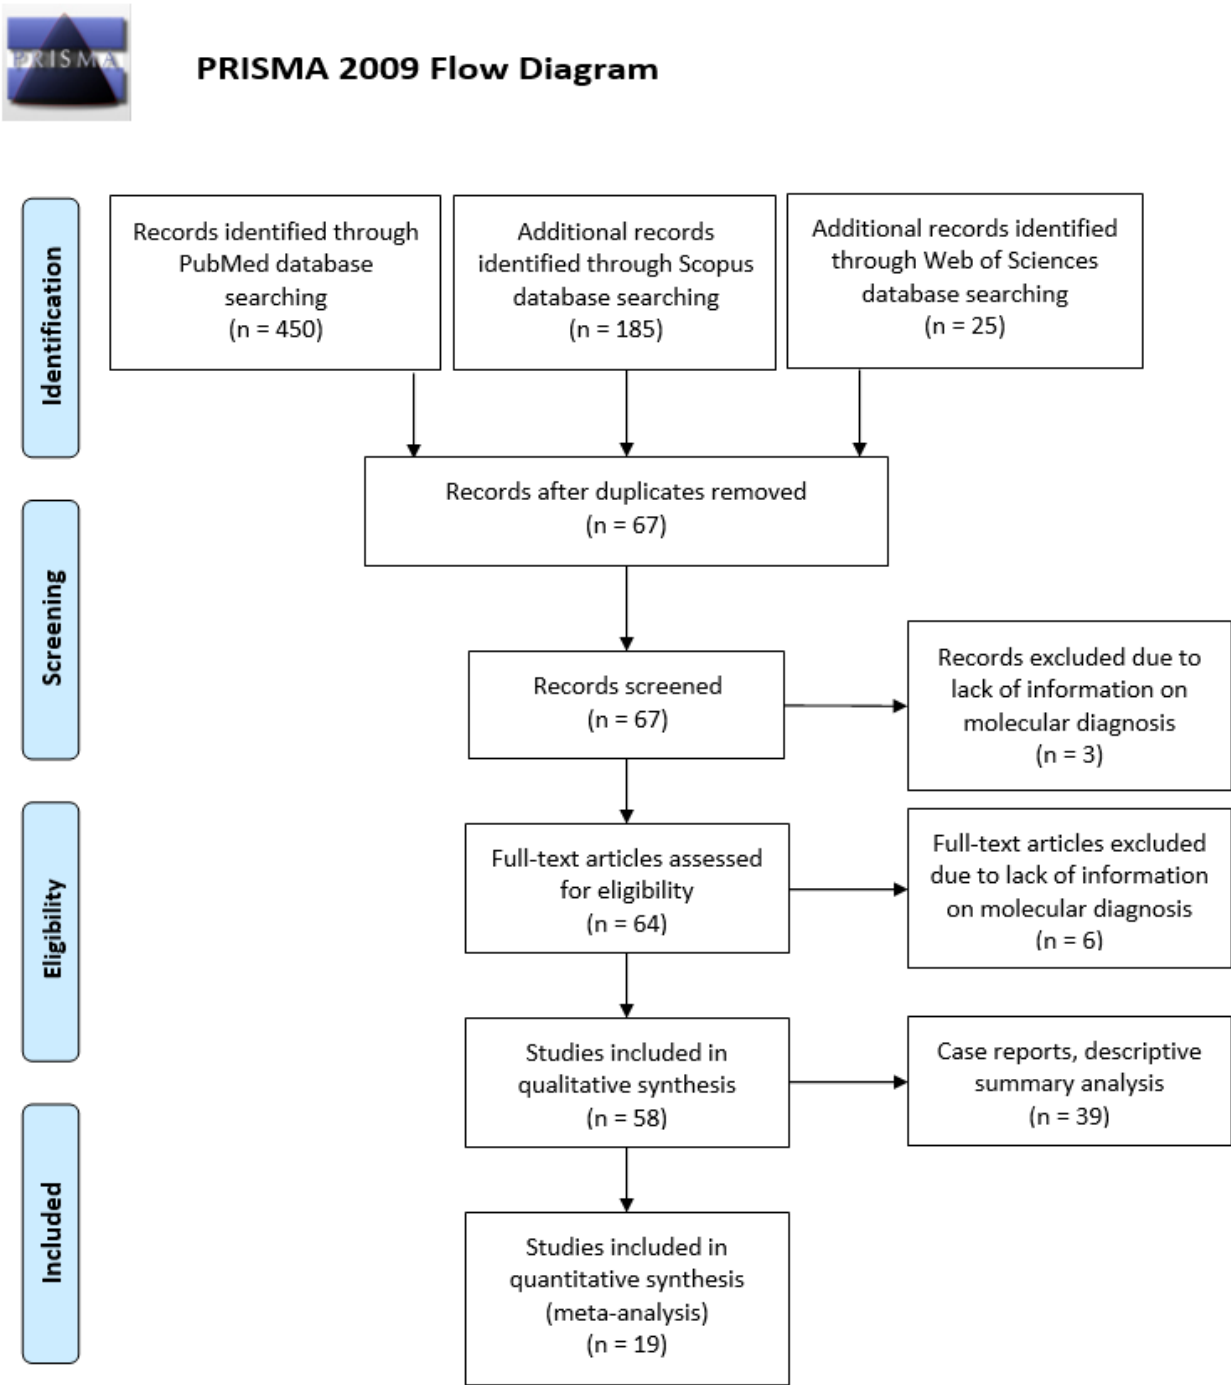 PRISMA
PRISMA 2009 Flow Diagram
Identification
Records identified through
PubMed database
searching
(n = 450)
Additional records
identified through Scopus
database searching
(n = 185)
Additional records identified
through Web of Sciences
database searching
(n = 25)
Records after duplicates removed
(n = 67)
Screening
Records screened
(n = 67)
Records excluded due to
lack of information on
molecular diagnosis
(n = 3)
Eligibility
Full-text articles assessed
for eligibility
(n = 64)
Full-text articles excluded
due to lack of information
on molecular diagnosis
(n = 6)
Studies included in
qualitative synthesis
(n = 58)
Case reports, descriptive
summary analysis
(n = 39)
Included
Studies included in
quantitative synthesis
(meta-analysis)
(n = 19)